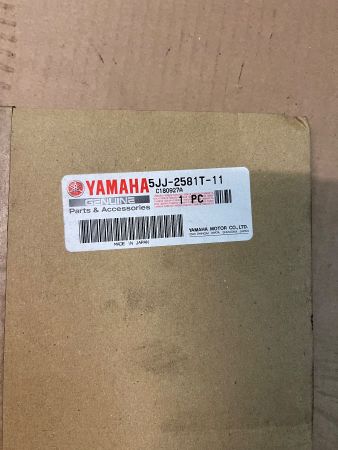 YAMAHA 5JJ-2581T-11
C180927A
GENUINE
Parts & Accessories
1 PC
MADE IN JAPAN
YAMAHA MOTOR CO., LTD.